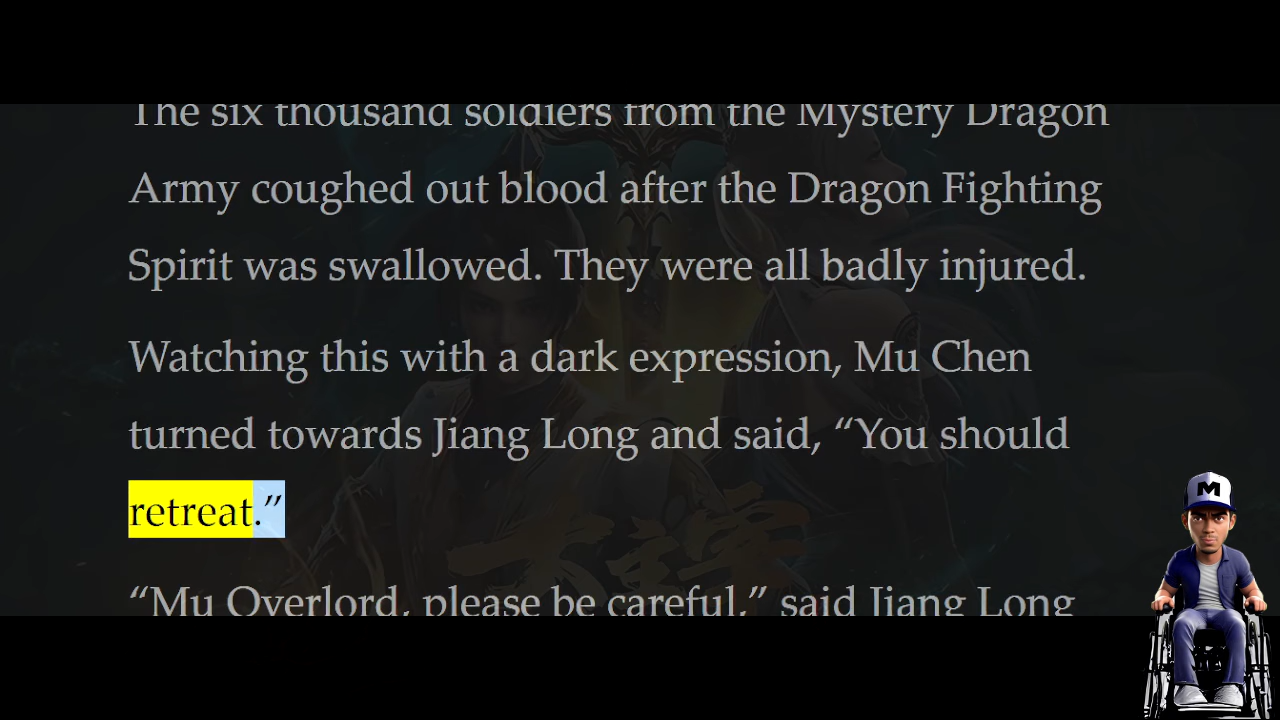 The six thousand soldiers from the Mystery Dragon
Army coughed out blood after the Dragon Fighting
Spirit was swallowed. They were all badly injured.
Watching this with a dark expression, Mu Chen
turned towards Jiang Long and said, “You should
retreat.”
“Mu Overlord, please be careful,” said Jiang Long
M